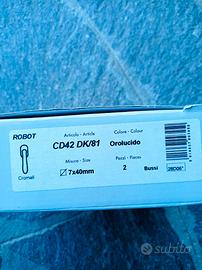 ROBOT
Articolo - Article
Colore - Colour
CD42 DK/81
Orolucido
Misure - Size
Pezzi - Pieces
7x40mm
2
Bussi
Cromall
subito